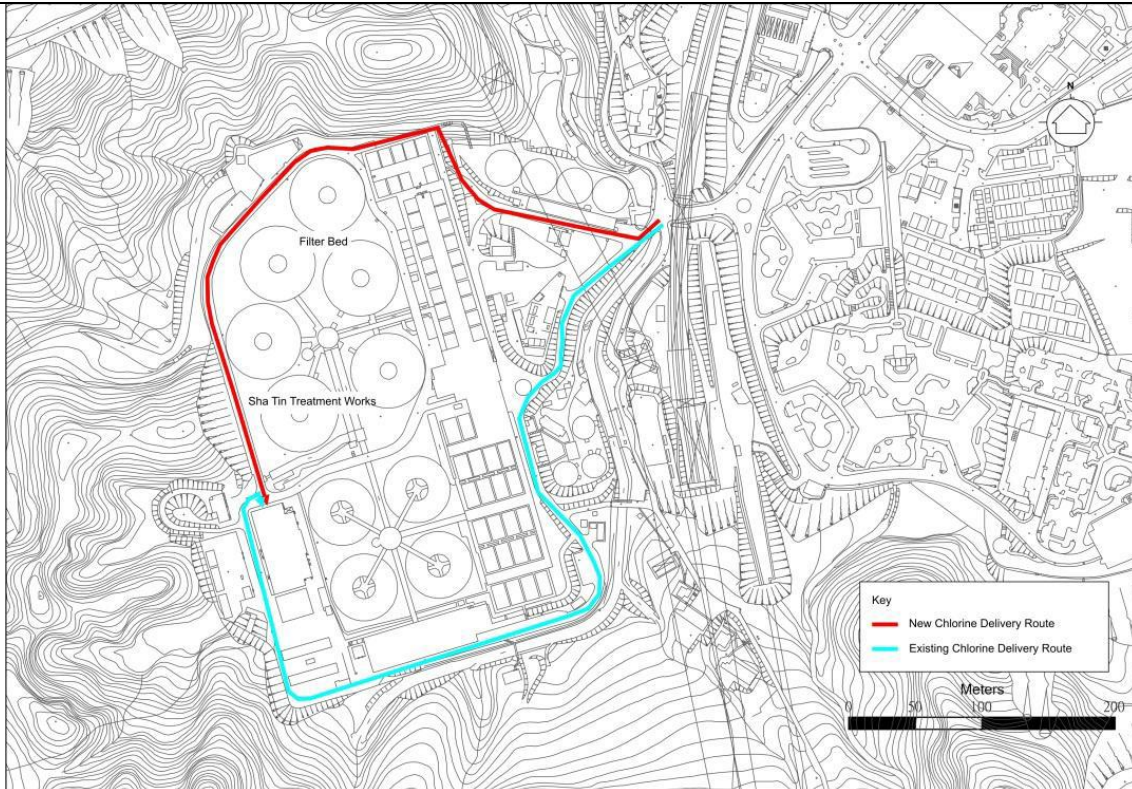 N
Filter Bed
Sha Tin Treatment Works
Key
New Chlorine Delivery Route
Existing Chlorine Delivery Route
Meters
0 50 100 200